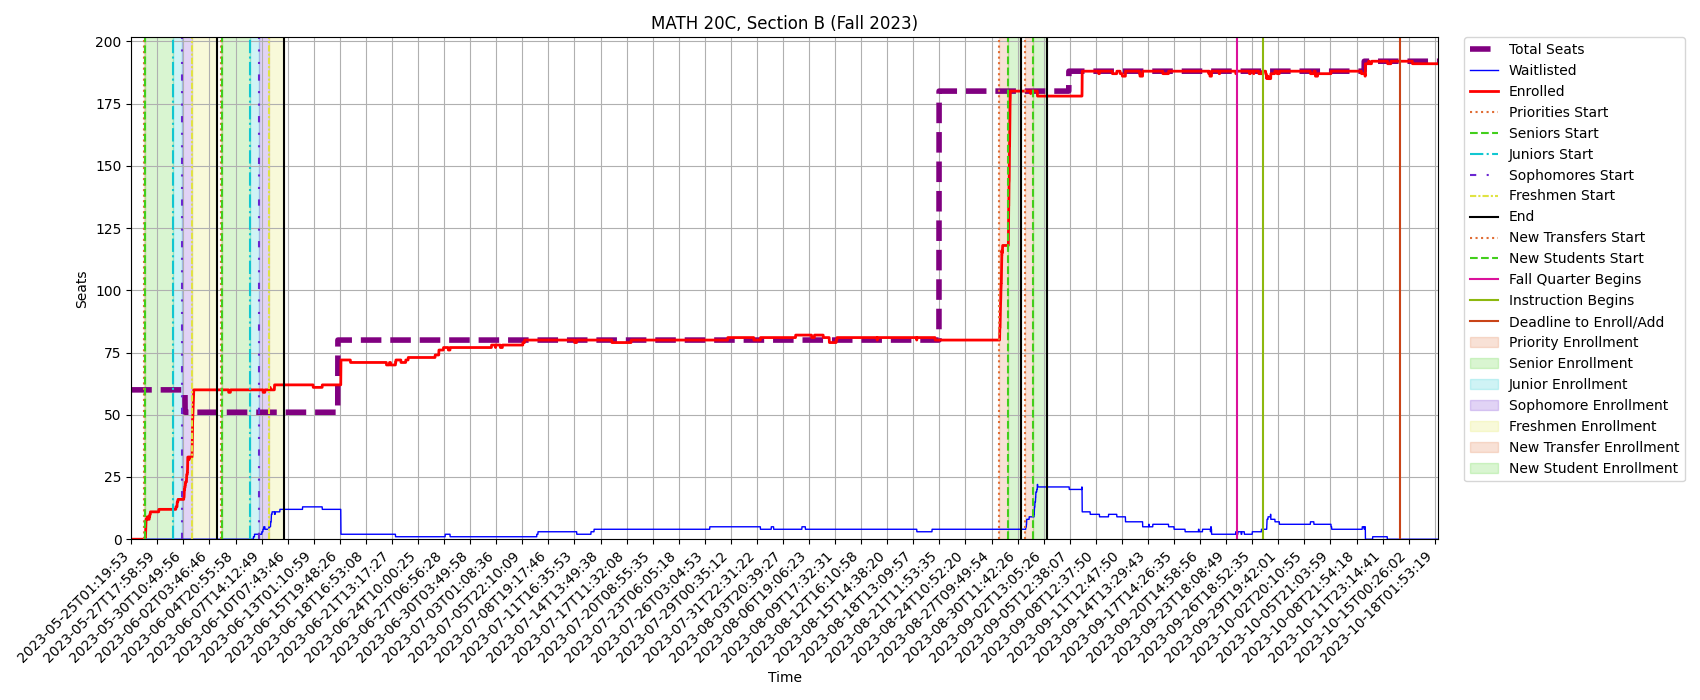 MATH 20C, Section B (Fall 2023)
Seats
200
175
150
125
100
75
50
25
0
2023-05-25T01:19:53
2023-05-27T17:58:59
2023-05-30T10:49:56
2023-06-02T03:46:46
2023-06-04T20:55:58
2023-06-07T14:12:49
2023-06-10T07:43:46
2023-06-13T01:10:59
2023-06-15T19:48:26
2023-06-18T16:53:08
2023-06-21T13:17:27
2023-06-24T10:00:25
2023-06-27T06:56:28
2023-06-30T03:49:58
2023-07-03T01:08:36
2023-07-05T22:10:09
2023-07-08T19:17:46
2023-07-11T16:35:53
2023-07-14T13:49:38
2023-07-17T11:32:08
2023-07-20T08:55:35
2023-07-23T06:05:18
2023-07-26T03:04:53
2023-07-29T00:35:12
2023-07-31T22:31:22
2023-08-03T20:39:27
2023-08-06T19:06:23
2023-08-09T17:32:31
2023-08-12T16:10:58
2023-08-15T14:38:20
2023-08-18T13:09:57
2023-08-21T11:53:35
2023-08-24T10:52:20
2023-08-27T09:49:54
2023-08-30T11:42:26
2023-09-02T13:05:26
2023-09-05T12:38:07
2023-09-08T12:37:50
2023-09-11T12:47:50
2023-09-14T13:29:43
2023-09-17T14:26:35
2023-09-20T14:58:56
2023-09-23T18:08:49
2023-09-26T18:52:35
2023-09-29T19:42:01
2023-10-02T20:10:55
2023-10-05T21:03:59
2023-10-08T21:54:18
2023-10-11T23:14:41
2023-10-15T00:26:02
2023-10-18T01:53:19
Time
Total Seats
Waitlisted
Enrolled
Priorities Start
Seniors Start
Juniors Start
Sophomores Start
Freshmen Start
End
New Transfers Start
New Students Start
Fall Quarter Begins
Instruction Begins
Deadline to Enroll/Add
Priority Enrollment
Senior Enrollment
Junior Enrollment
Sophomore Enrollment
Freshmen Enrollment
New Transfer Enrollment
New Student Enrollment